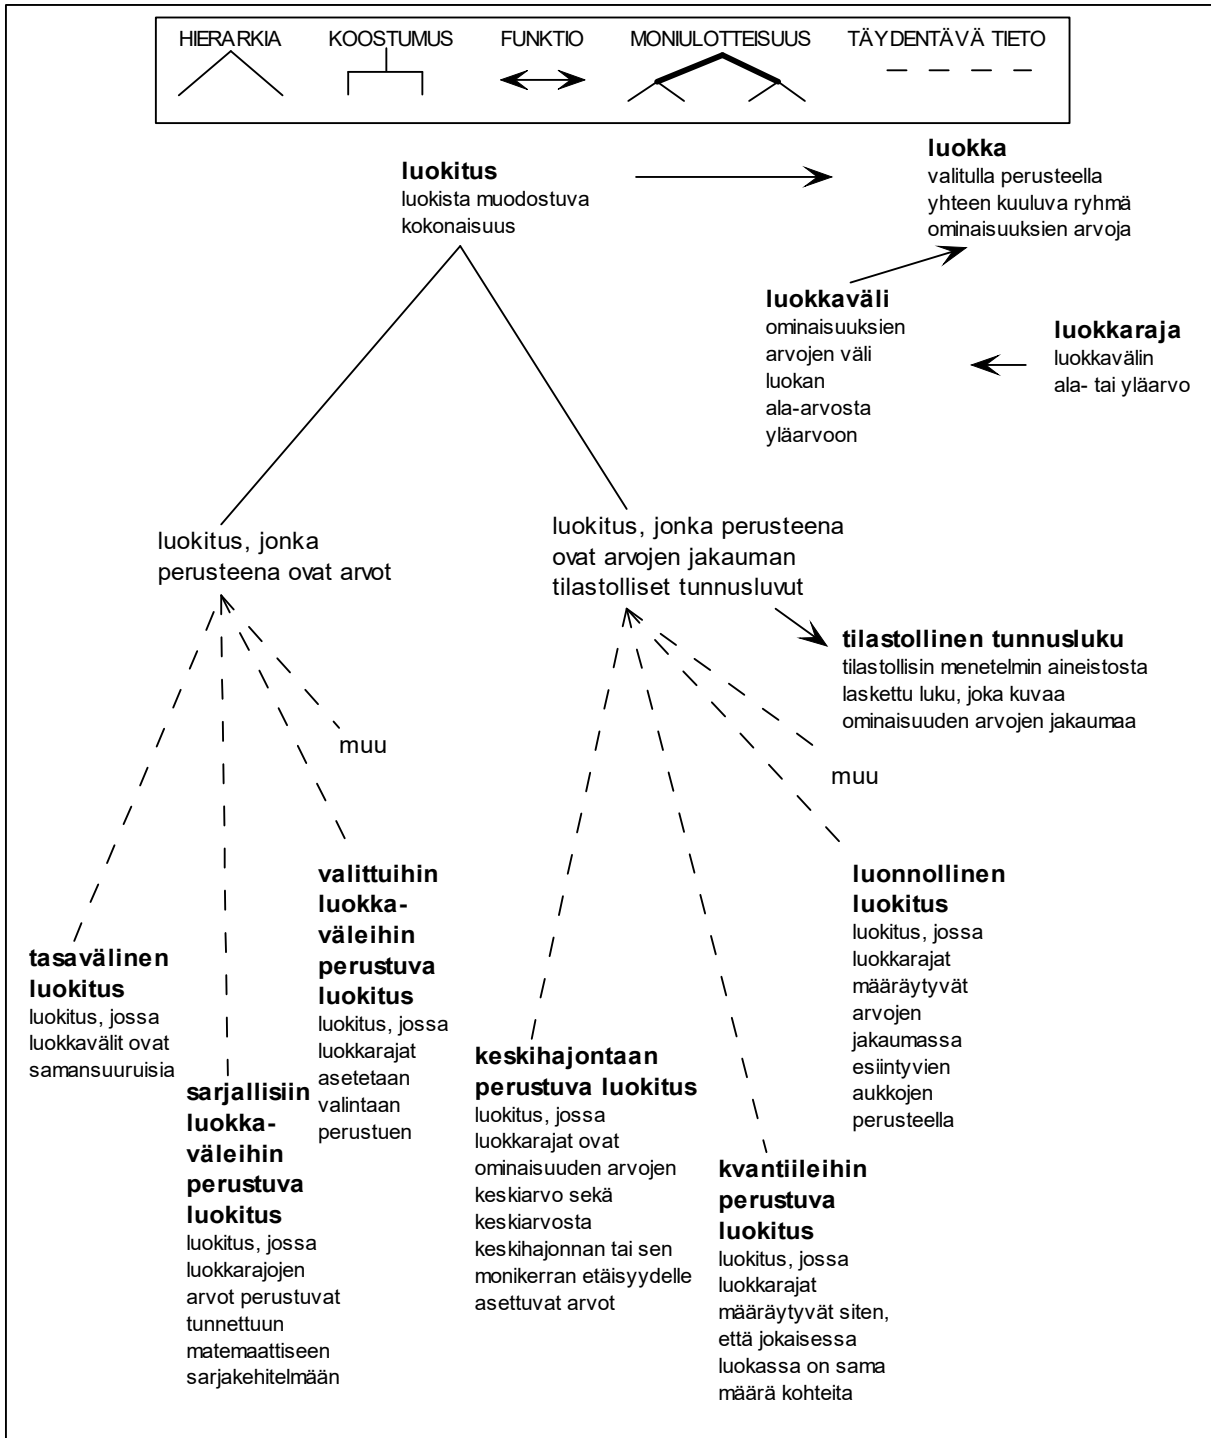 HIERARKIA KOOSTUMUS FUNKTIO MONIULOTTEISUUS TÄYDENTÄVÄ TIETO
luokitus
luokista muodostuva
kokonaisuus
luokka
valitulla perusteella
yhteen kuuluva ryhmä
ominaisuuksien arvoja
luokkaväli
ominaisuuksien
arvojen väli
luokan
ala-arvosta
yläarvoon
luokkaraja
luokkavälin
ala- tai yläarvo
luokitus, jonka
perusteena ovat arvot
luokitus, jonka perusteena
ovat arvojen jakauman
tilastolliset tunnusluvut
tilastollinen tunnusluku
tilastollisin menetelmin aineistosta
laskettu luku, joka kuvaa
ominaisuuden arvojen jakaumaa
muu
muu
tasavälinen
luokitus
luokitus, jossa
luokkavälit ovat
samansuuruisia
sarjallisiin
luokka-
väleihin
perustuva
luokitus
luokitus, jossa
luokkarajojen
arvot perustuvat
tunnettuun
matemaattiseen
sarjakehitelmään
valittuihin
luokka-
väleihin
perustuva
luokitus
luokitus, jossa
luokkarajat
asetetaan
valintaan
perustuen
keskihajontaan
perustuva luokitus
luokitus, jossa
luokkarajat ovat
ominaisuuden arvojen
keskiarvo sekä
keskiarvosta
keskihajonnan tai sen
monikerran etäisyydelle
asettuvat arvot
kvantiileihin
perustuva
luokitus
luokitus, jossa
luokkarajat
määräytyvät siten,
että jokaisessa
luokassa on sama
määrä kohteita
luonnollinen
luokitus
luokitus, jossa
luokkarajat
määräytyvät
arvojen
jakaumassa
esiintyvien
aukkojen
perusteella